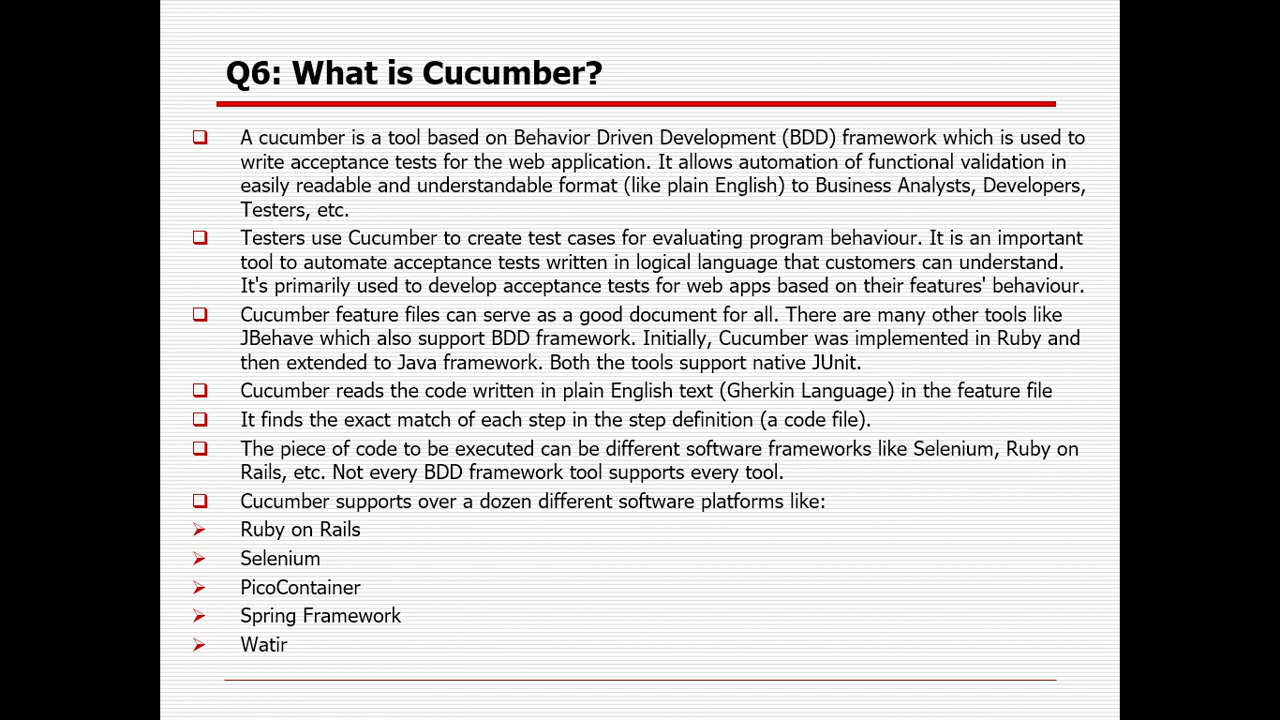 Q6: What is Cucumber?
A cucumber is a tool based on Behavior Driven Development (BDD) framework which is used to
write acceptance tests for the web application. It allows automation of functional validation in
easily readable and understandable format (like plain English) to Business Analysts, Developers,
Testers, etc.
Testers use Cucumber to create test cases for evaluating program behaviour. It is an important
tool to automate acceptance tests written in logical language that customers can understand.
It's primarily used to develop acceptance tests for web apps based on their features' behaviour.
Cucumber feature files can serve as a good document for all. There are many other tools like
JBehave which also support BDD framework. Initially, Cucumber was implemented in Ruby and
then extended to Java framework. Both the tools support native JUnit.
Cucumber reads the code written in plain English text (Gherkin Language) in the feature file
It finds the exact match of each step in the step definition (a code file).
The piece of code to be executed can be different software frameworks like Selenium, Ruby on
Rails, etc. Not every BDD framework tool supports every tool.
Cucumber supports over a dozen different software platforms like:
Ruby on Rails
Selenium
PicoContainer
Spring Framework
Watir